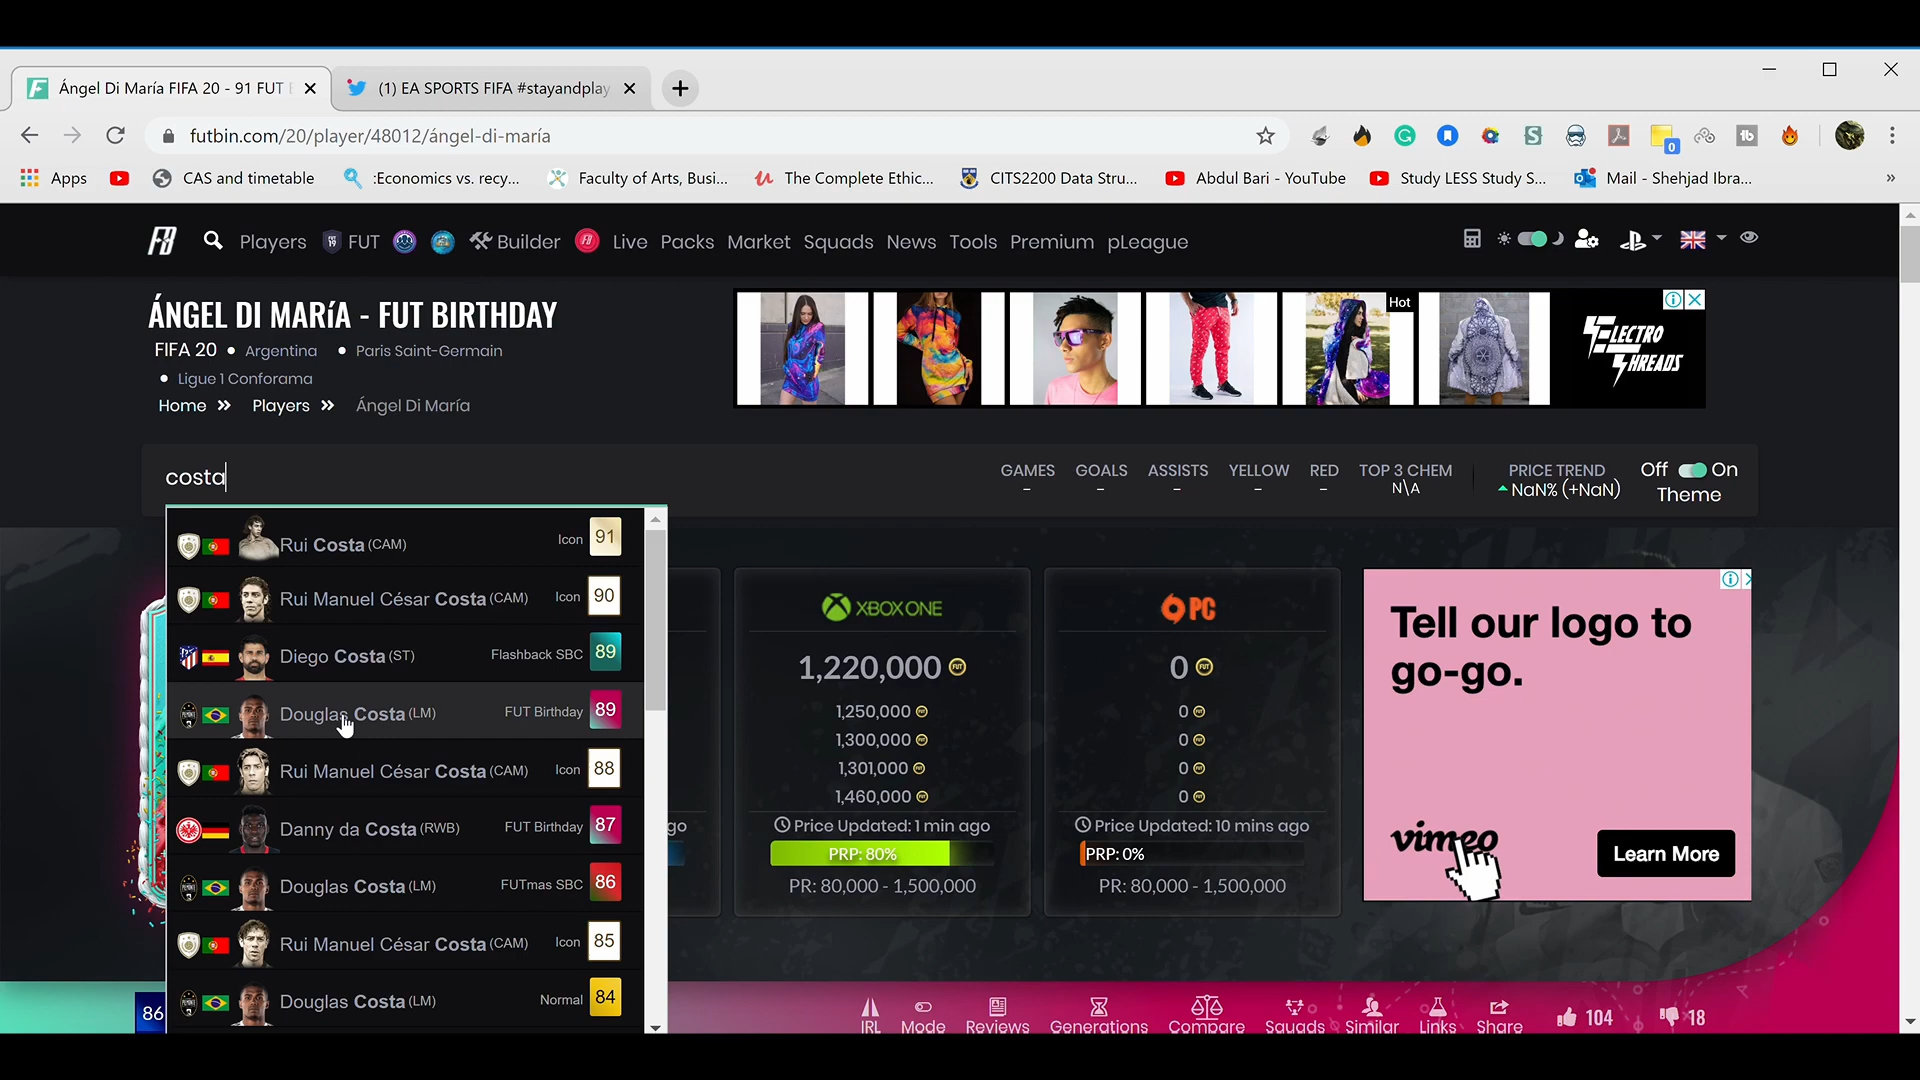 Ángel Di María FIFA 20 - 91 FUT
(1) EA SPORTS FIFA #stayandplay
futbin.com/20/player/48012/ángel-di-maría
0
Apps
CAS and timetable
:Economics vs. recy...
Faculty of Arts, Busi...
The Complete Ethic...
CITS2200 Data Stru...
Abdul Bari - YouTube
Study LESS Study S...
Mail - Shehjad Ibra...
»
Players
FUT
Builder
Live
Packs
Market
Squads
News
Tools
Premium
pLeague
ÁNGEL DI MARíA - FUT BIRTHDAY
FIFA 20 • Argentina • Paris Saint-Germain
• Ligue 1 Conforama
Home » Players » Ángel Di María
Hot
ELECTRO
THREADS
costa
GAMES
-
GOALS
-
ASSISTS
-
YELLOW
-
RED
-
TOP 3 CHEM
N\A
PRICE TREND
NaN% (+NaN)
Off On
Theme
Rui Costa (CAM) Icon 91
Rui Manuel César Costa (CAM) Icon 90
Diego Costa (ST) Flashback SBC 89
Douglas Costa (LM) FUT Birthday 89
Rui Manuel César Costa (CAM) Icon 88
Danny da Costa (RWB) FUT Birthday 87
Douglas Costa (LM) FUTmas SBC 86
Rui Manuel César Costa (CAM) Icon 85
Douglas Costa (LM) Normal 84
go
XBOX ONE
1,220,000
1,250,000
1,300,000
1,301,000
1,460,000
Price Updated: 1 min ago
PRP: 80%
PR: 80,000 - 1,500,000
PC
0
0
0
0
0
Price Updated: 10 mins ago
PRP: 0%
PR: 80,000 - 1,500,000
Tell our logo to
go-go.
vimeo
Learn More
86
IRL
Mode
Reviews
Generations
Compare
Squads
Similar
Links
Share
104
18